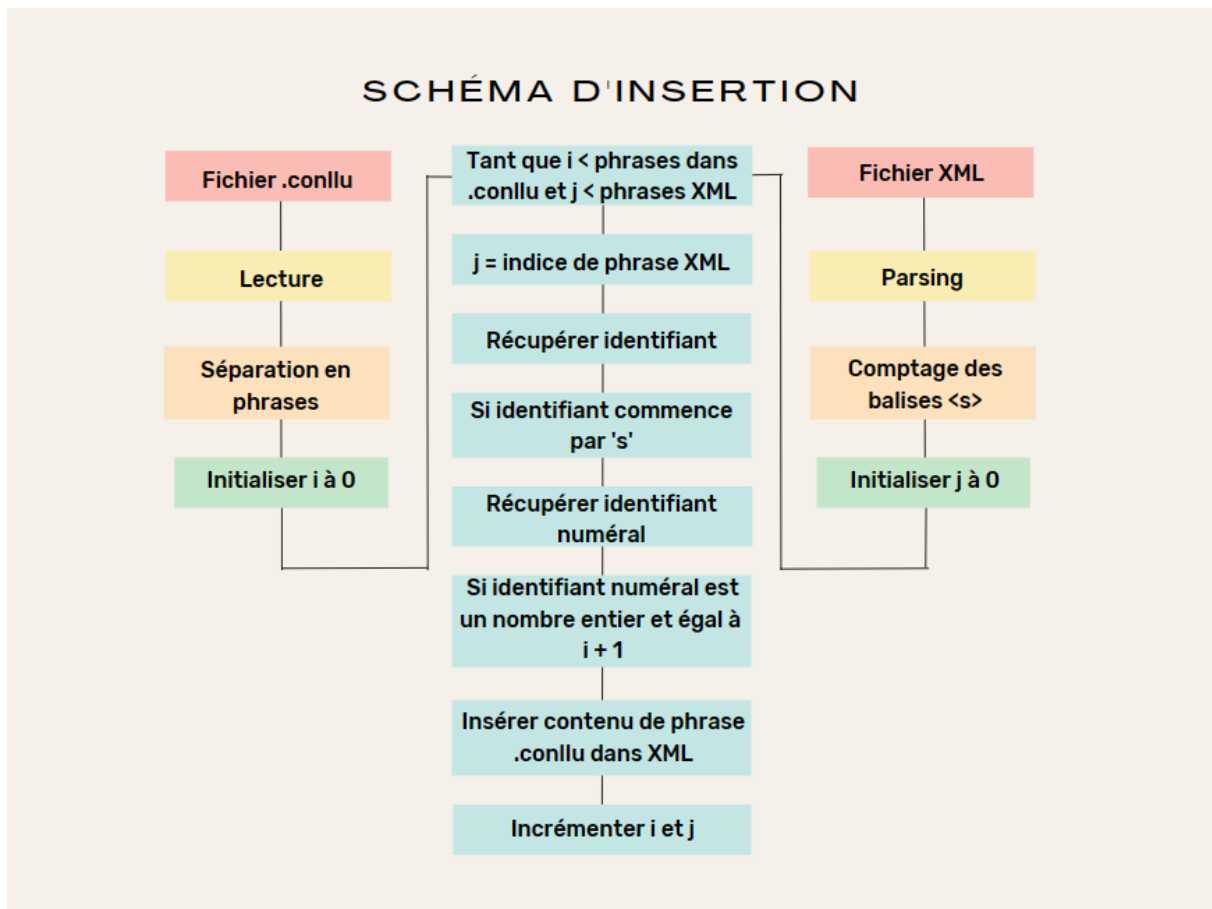 SCHÉMA D'INSERTION
Fichier .conllu
Lecture
Séparation en
phrases
Initialiser i à 0
Tant que i < phrases dans
.conllu et j < phrases XML
j = indice de phrase XML
Récupérer identifiant
Si identifiant commence
par 's'
Récupérer identifiant
numéral
Si identifiant numéral est
un nombre entier et égal à
i + 1
Insérer contenu de phrase
.conllu dans XML
Incrémenter i et j
Fichier XML
Parsing
Comptage des
balises <s>
Initialiser j à 0